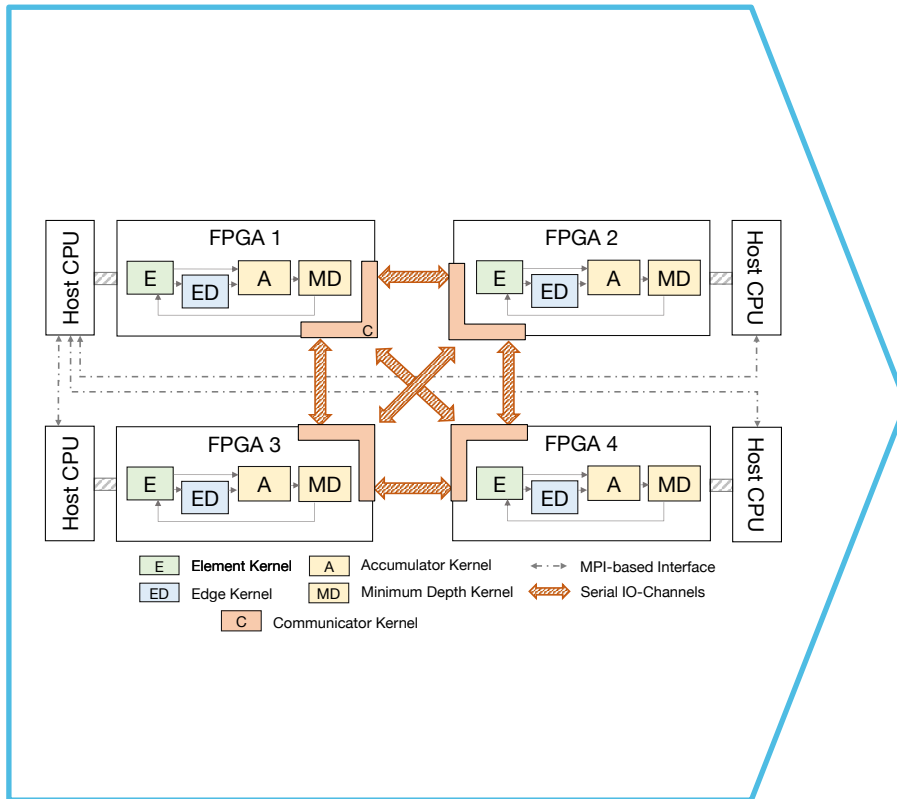 FPGA 1
FPGA 2
Host CPU
E
ED
A
MD
C
E
ED
A
MD
Host CPU
Host CPU
FPGA 3
FPGA 4
Host CPU
E
ED
A
MD
E
ED
A
MD
E Element Kernel
A Accumulator Kernel
MPI-based Interface
ED Edge Kernel
MD Minimum Depth Kernel
Serial IO-Channels
C Communicator Kernel